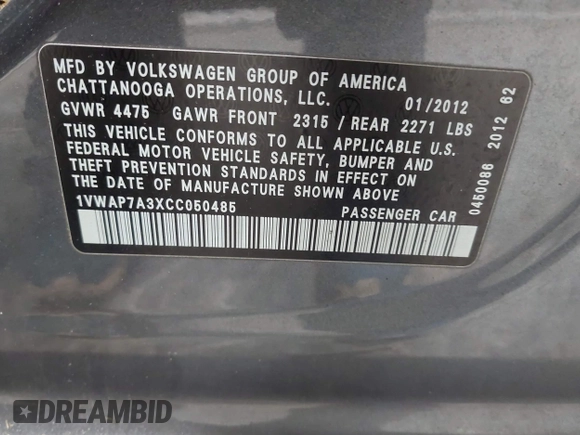 MFD BY VOLKSWAGEN GROUP OF AMERICA
CHATTANOOGA OPERATIONS, LLC. 01/2012
GVWR 4475 GAWR FRONT 2315 / REAR 2271 LBS
THIS VEHICLE CONFORMS TO ALL APPLICABLE U.S.
FEDERAL MOTOR VEHICLE SAFETY, BUMPER AND
THEFT PREVENTION STANDARDS IN EFFECT ON
THE DATE OF MANUFACTURE SHOWN ABOVE
1VWAP7A3XCC050485 PASSENGER CAR
0450086 2012 62
DREAMBID